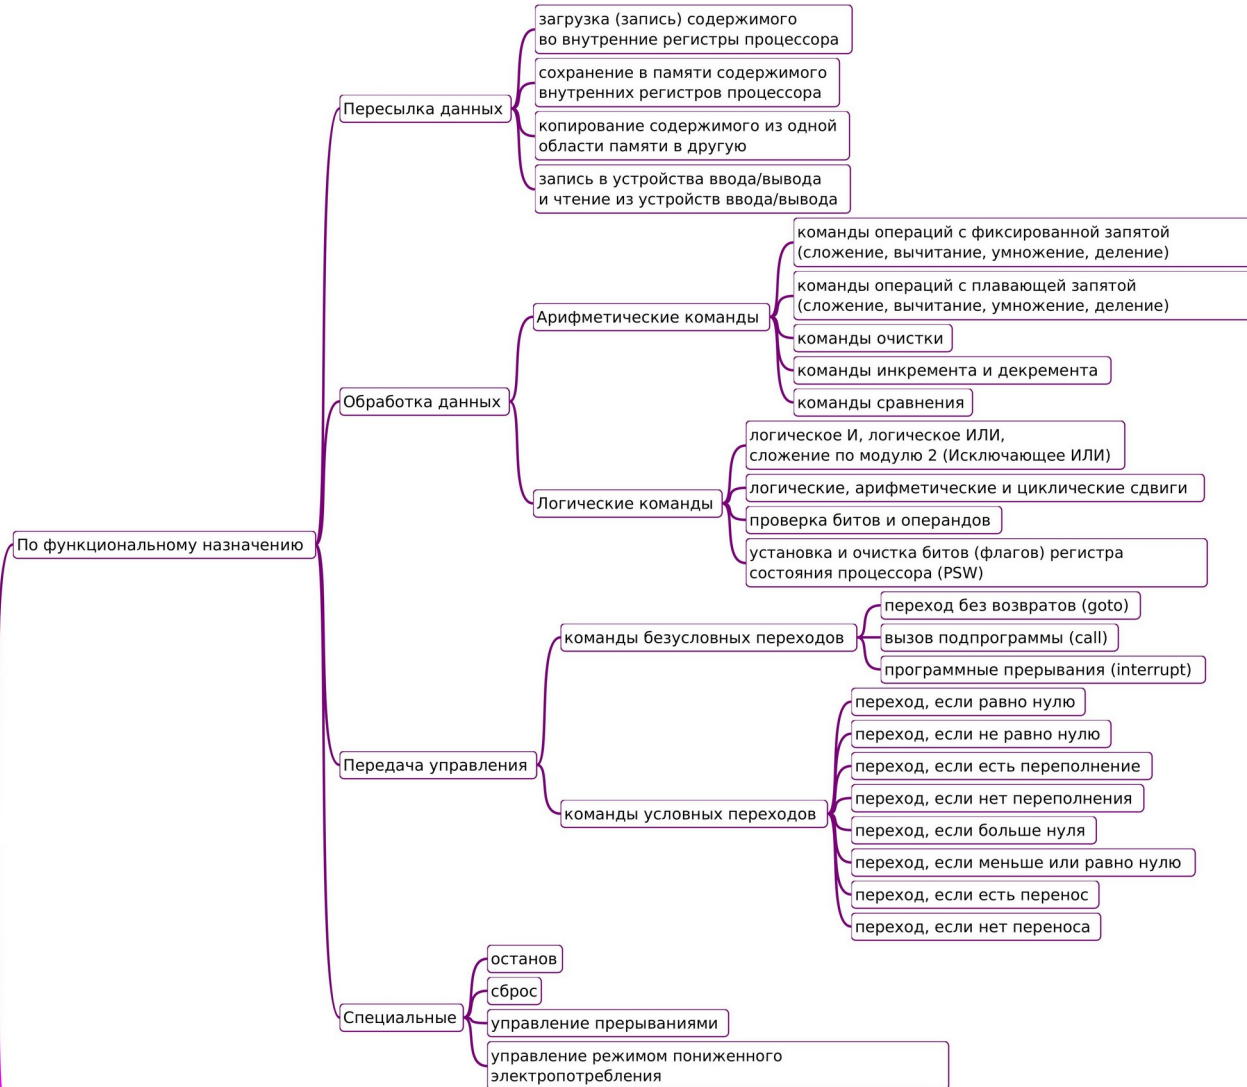 загрузка (запись) содержимого
во внутренние регистры процессора
сохранение в памяти содержимого
внутренних регистров процессора
Пересылка данных
копирование содержимого из одной
области памяти в другую
запись в устройства ввода/вывода
и чтение из устройств ввода/вывода
команды операций с фиксированной запятой
(сложение, вычитание, умножение, деление)
команды операций с плавающей запятой
(сложение, вычитание, умножение, деление)
Арифметические команды
команды очистки
команды инкремента и декремента
команды сравнения
Обработка данных
логическое И, логическое ИЛИ,
сложение по модулю 2 (Исключающее ИЛИ)
логические, арифметические и циклические сдвиги
Логические команды
проверка битов и операндов
установка и очистка битов (флагов) регистра
состояния процессора (PSW)
По функциональному назначению
переход без возвратов (goto)
команды безусловных переходов
вызов подпрограммы (call)
программные прерывания (interrupt)
переход, если равно нулю
переход, если не равно нулю
Передача управления
переход, если есть переполнение
переход, если нет переполнения
команды условных переходов
переход, если больше нуля
переход, если меньше или равно нулю
переход, если есть перенос
переход, если нет переноса
останов
сброс
Специальные
управление прерываниями
управление режимом пониженного
электропотребления